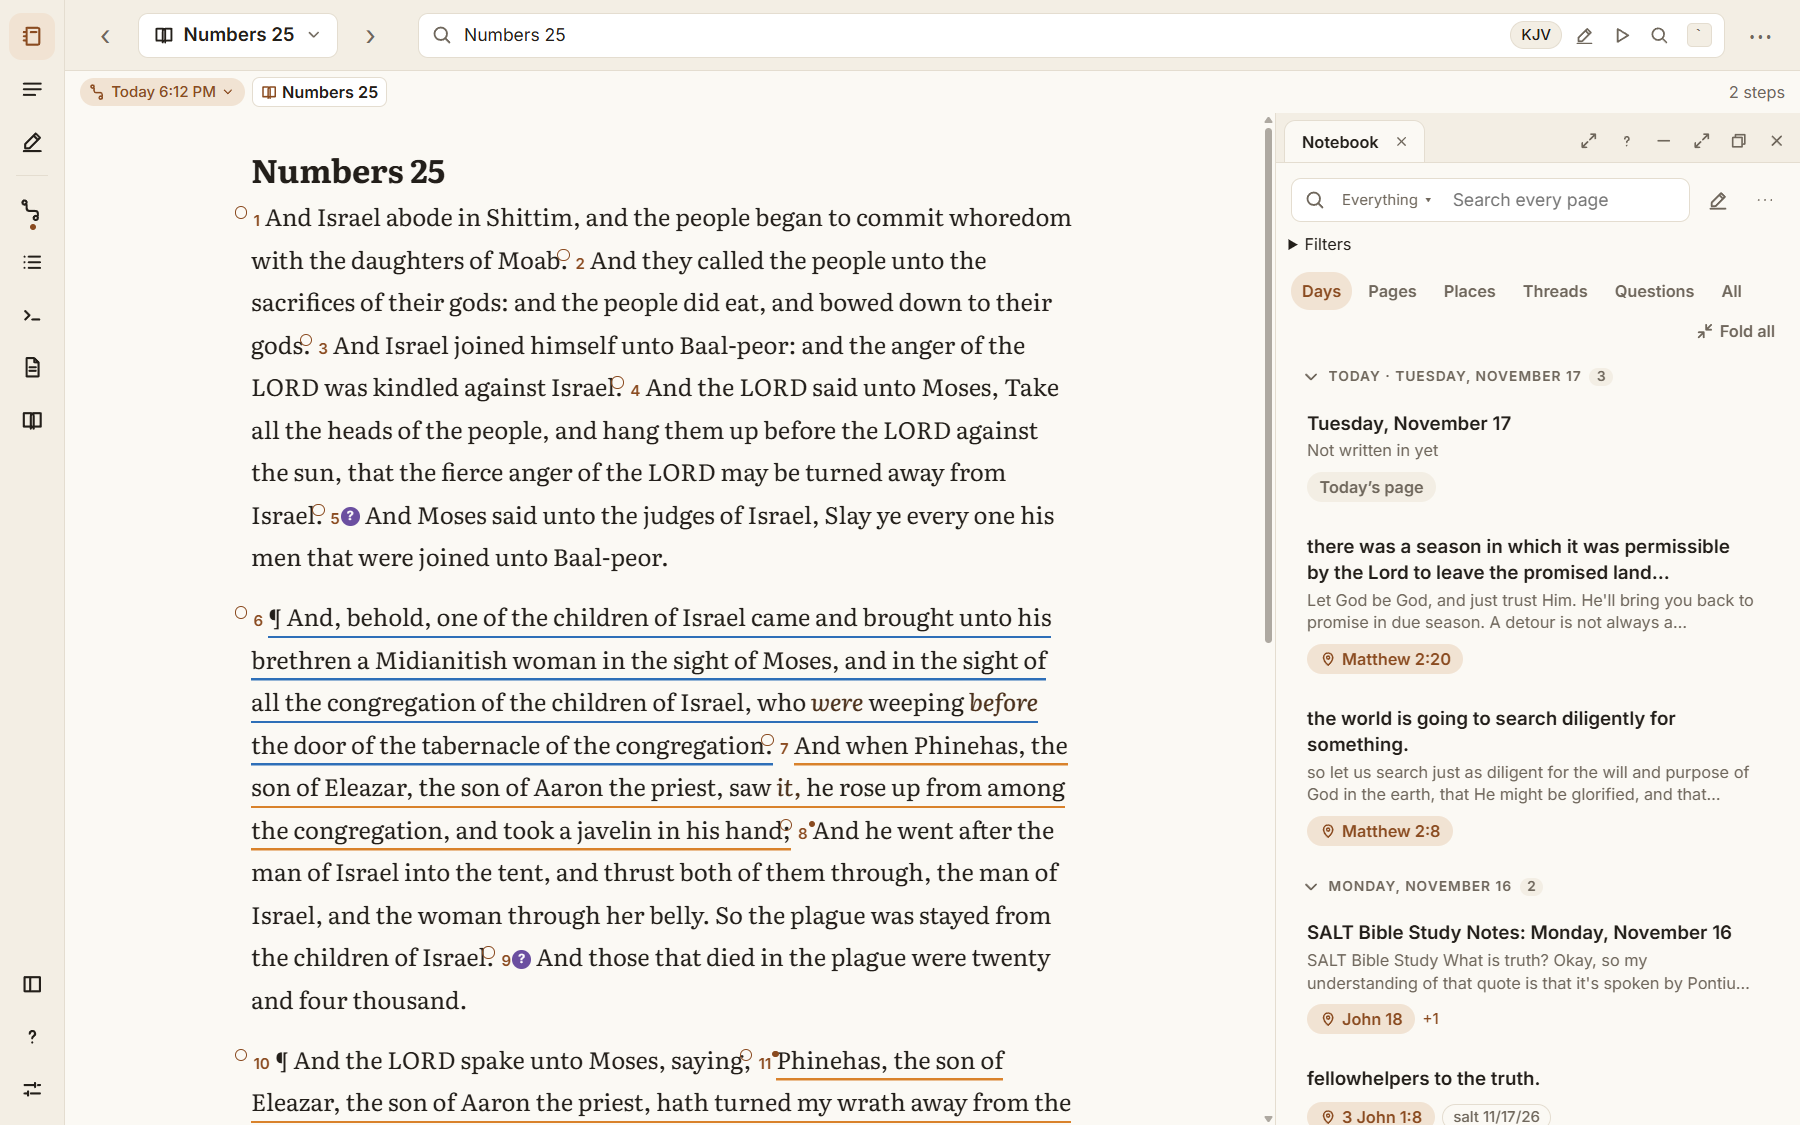 Numbers 25
Numbers 25
KJV
`
Today 6:12 PM
Numbers 25
2 steps
Numbers 25
1 And Israel abode in Shittim, and the people began to commit whoredom
with the daughters of Moab. 2 And they called the people unto the
sacrifices of their gods: and the people did eat, and bowed down to their
gods. 3 And Israel joined himself unto Baal-peor: and the anger of the
LORD was kindled against Israel. 4 And the LORD said unto Moses, Take
all the heads of the people, and hang them up before the LORD against
the sun, that the fierce anger of the LORD may be turned away from
Israel. 5 ? And Moses said unto the judges of Israel, Slay ye every one his
men that were joined unto Baal-peor.
6 ¶ And, behold, one of the children of Israel came and brought unto his
brethren a Midianitish woman in the sight of Moses, and in the sight of
all the congregation of the children of Israel, who were weeping before
the door of the tabernacle of the congregation. 7 And when Phinehas, the
son of Eleazar, the son of Aaron the priest, saw it, he rose up from among
the congregation, and took a javelin in his hand; 8 And he went after the
man of Israel into the tent, and thrust both of them through, the man of
Israel, and the woman through her belly. So the plague was stayed from
the children of Israel. 9 ? And those that died in the plague were twenty
and four thousand.
10 ¶ And the LORD spake unto Moses, saying, 11 Phinehas, the son of
Eleazar, the son of Aaron the priest, hath turned my wrath away from the
Notebook
?
Everything
Search every page
Filters
Days
Pages
Places
Threads
Questions
All
Fold all
TODAY · TUESDAY, NOVEMBER 17 3
Tuesday, November 17
Not written in yet
Today's page
there was a season in which it was permissible
by the Lord to leave the promised land...
Let God be God, and just trust Him. He'll bring you back to
promise in due season. A detour is not always a...
Matthew 2:20
the world is going to search diligently for
something.
so let us search just as diligent for the will and purpose of
God in the earth, that He might be glorified, and that...
Matthew 2:8
MONDAY, NOVEMBER 16 2
SALT Bible Study Notes: Monday, November 16
SALT Bible Study What is truth? Okay, so my
understanding of that quote is that it's spoken by Pontiu...
John 18 +1
fellowhelpers to the truth.
3 John 1:8
salt 11/17/26
?